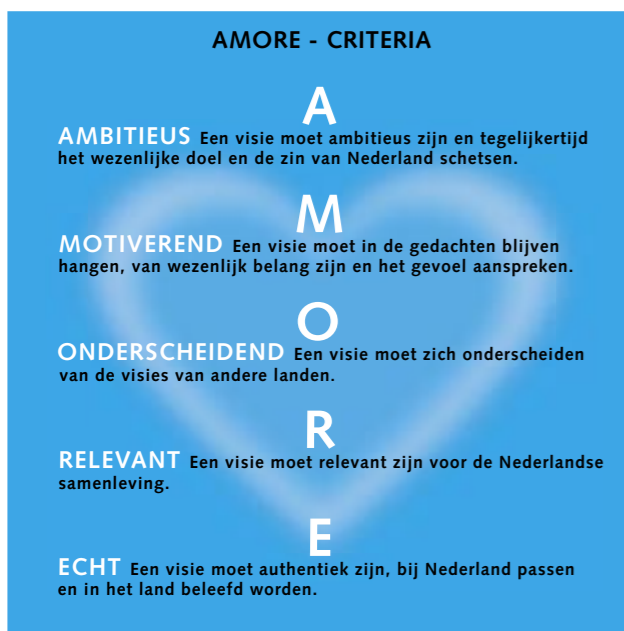 AMORE - CRITERIA
A
AMBITIEUS Een visie moet ambitieus zijn en tegelijkertijd
het wezenlijke doel en de zin van Nederland schetsen.
M
MOTIVEREND Een visie moet in de gedachten blijven
hangen, van wezenlijk belang zijn en het gevoel aanspreken.
O
ONDERSCHEIDEND Een visie moet zich onderscheiden
van de visies van andere landen.
R
RELEVANT Een visie moet relevant zijn voor de Nederlandse
samenleving.
E
ECHT Een visie moet authentiek zijn, bij Nederland passen
en in het land beleefd worden.